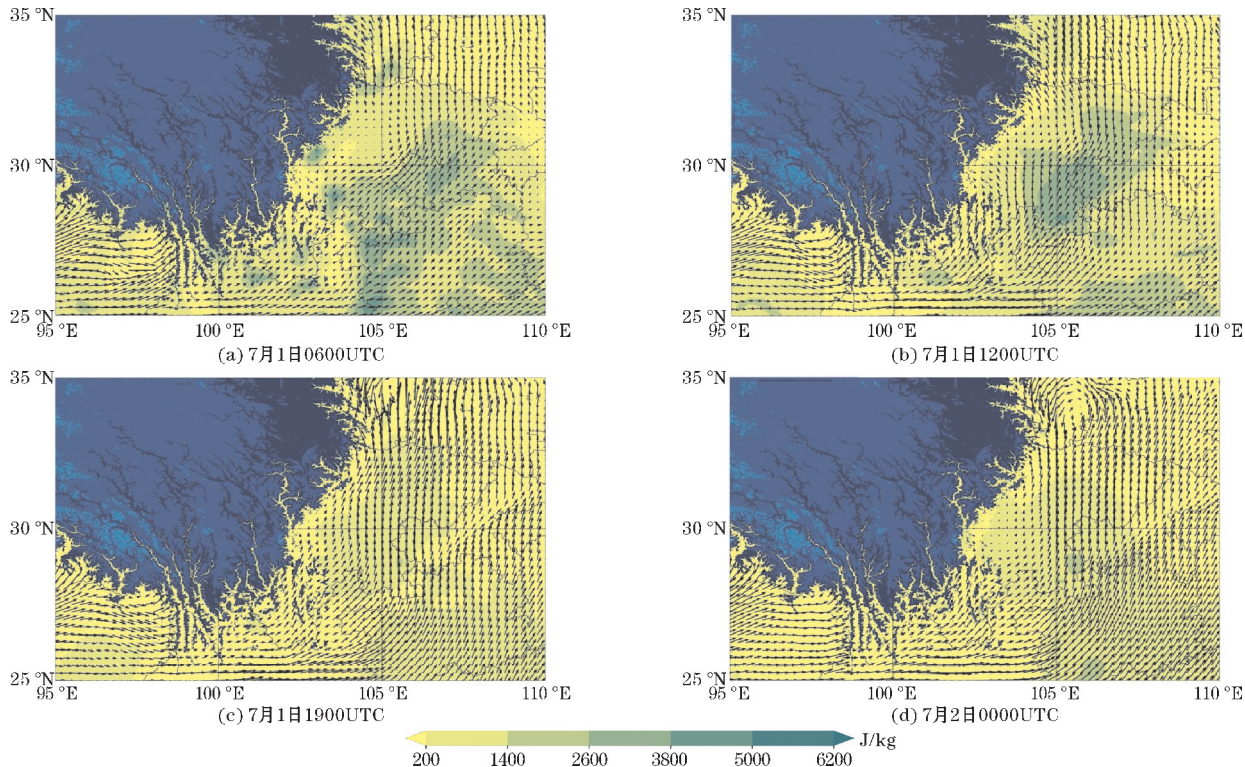 35 °N
30 °N
25 °N
95 °E
100 °E
105 °E
110 °E
(a) 7月1日0600UTC
35 °N
30 °N
25 °N
95 °E
100 °E
105 °E
110 °E
(b) 7月1日1200UTC
35 °N
30 °N
25 °N
95 °E
100 °E
105 °E
110 °E
(c) 7月1日1900UTC
35 °N
30 °N
25 °N
95 °E
100 °E
105 °E
110 °E
(d) 7月2日0000UTC
J/kg
200 1400 2600 3800 5000 6200